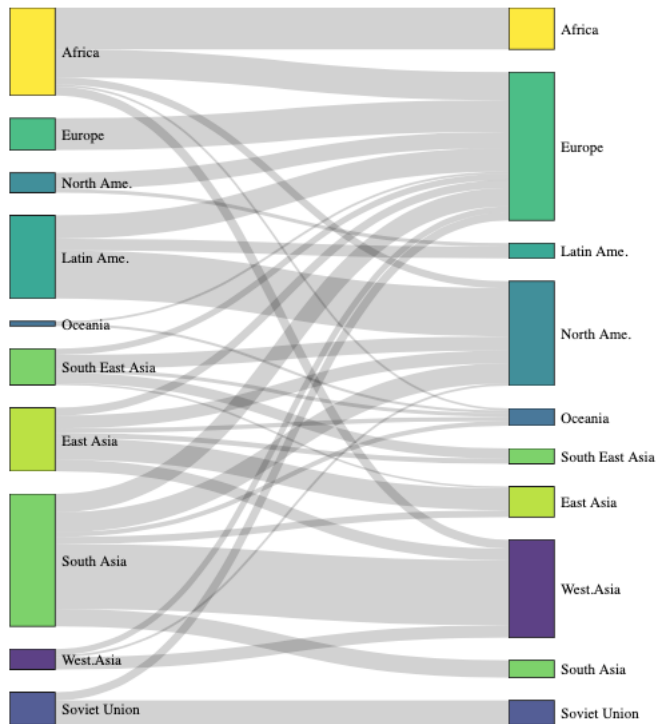 Africa
Europe
North Ame.
Latin Ame.
Oceania
South East Asia
East Asia
South Asia
West.Asia
Soviet Union
Africa
Europe
Latin Ame.
North Ame.
Oceania
South East Asia
East Asia
West.Asia
South Asia
Soviet Union